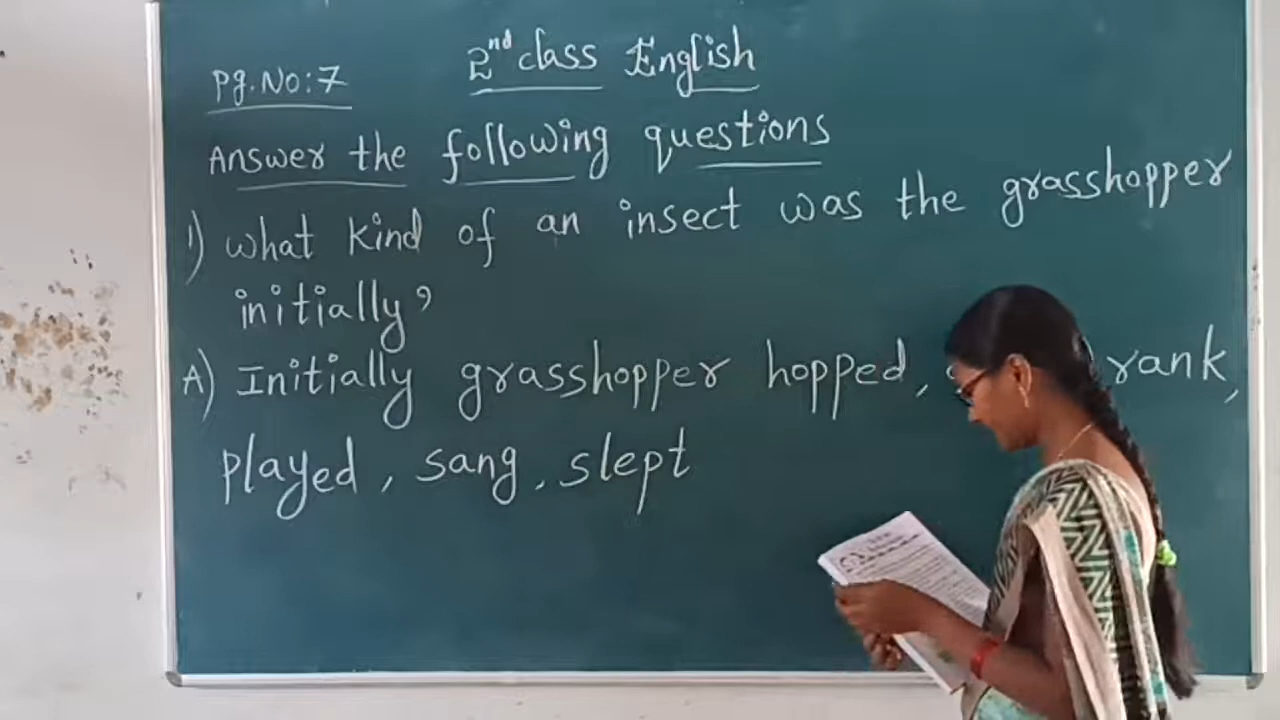 Pg.No:7
2nd class English
Answer the following questions
1) what kind of an insect was the grasshopper
initially?
A) Initially grasshopper hopped, rank,
played, sang, slept